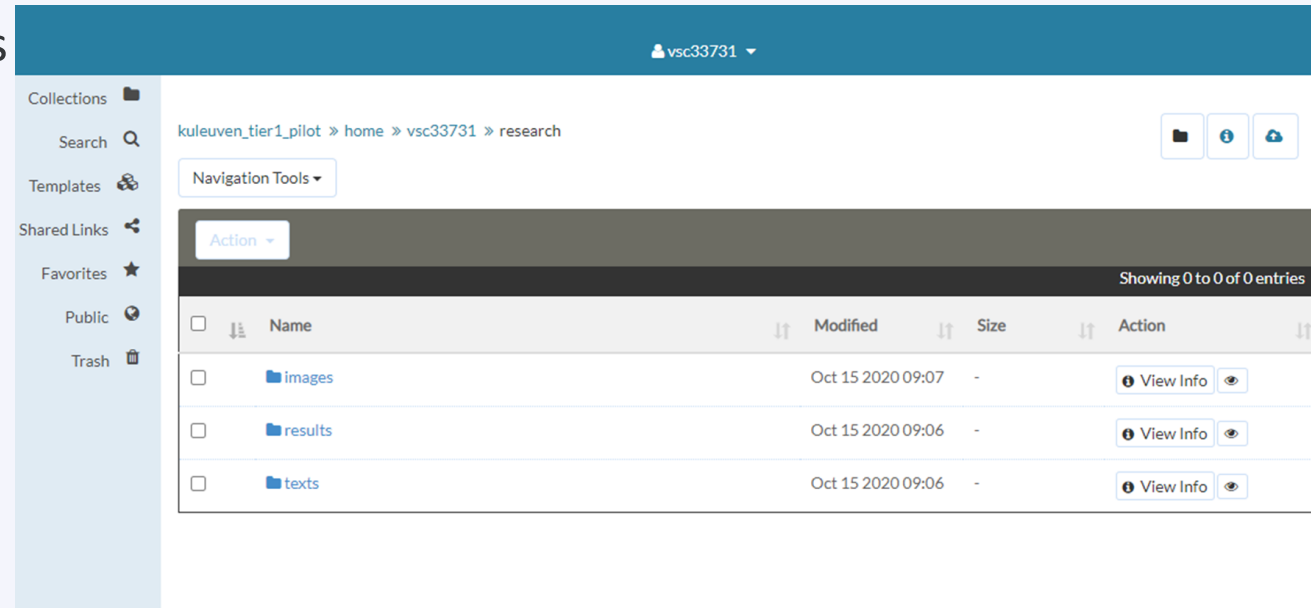 s
vsc33731
Collections
Search
Templates
Shared Links
Favorites
Public
Trash
kuleuven_tier1_pilot » home » vsc33731 » research
Navigation Tools
Action
Showing 0 to 0 of 0 entries
Name Modified Size Action
images Oct 15 2020 09:07 - View Info
results Oct 15 2020 09:06 - View Info
texts Oct 15 2020 09:06 - View Info